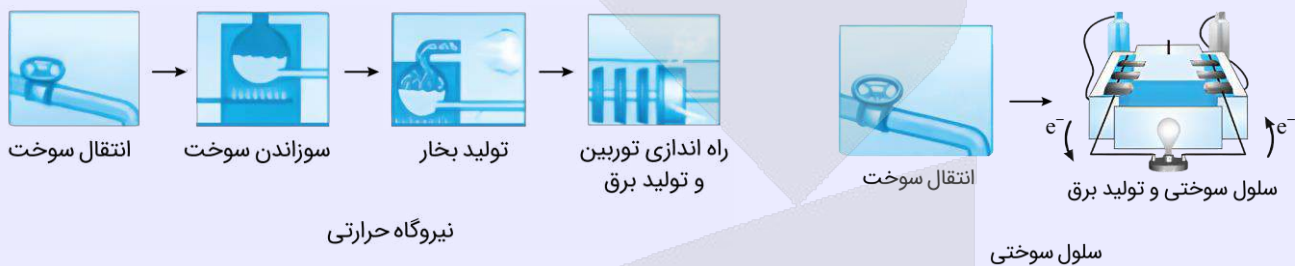 انتقال سوخت
سوزاندن سوخت
تولید بخار
راه اندازی توربین
و تولید برق
نیروگاه حرارتی
انتقال سوخت
e⁻
e⁻
سلول سوختی و تولید برق
سلول سوختی